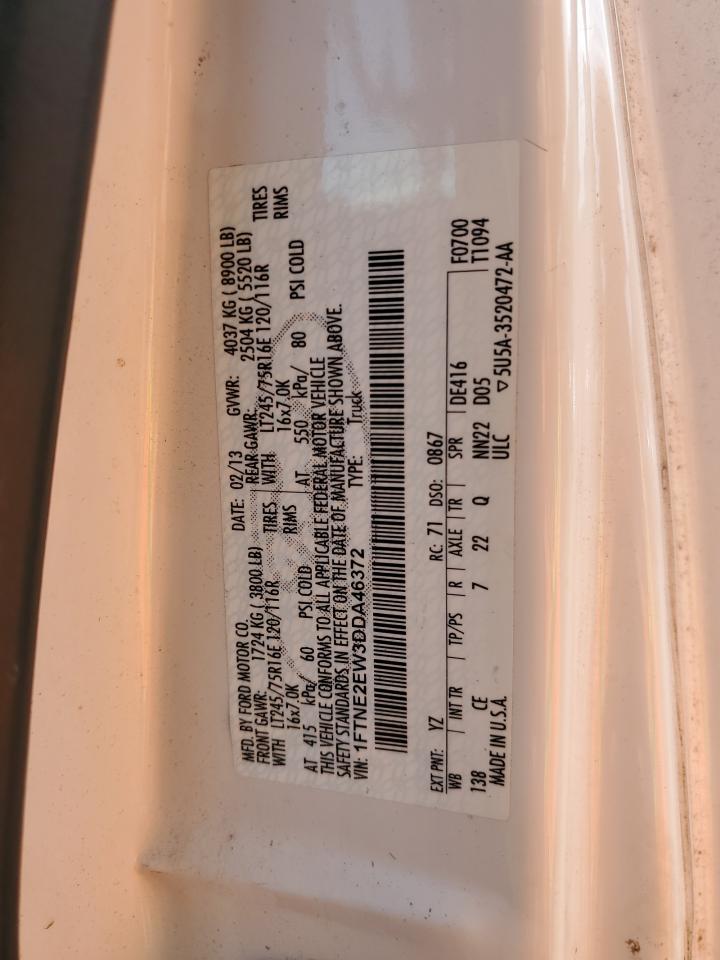 MFD. BY FORD MOTOR CO. DATE: 02/13 GVWR: 4037 KG ( 8900 LB)
FRONT GAWR: 1724 KG ( 3800LB) REAR GAWR: 2504 KG ( 5520 LB)
WITH LT245/75R16E 120/116R TIRES WITH LT245/75R16E 120/116R TIRES
16x7.0K RIMS 16x7.0K RIMS
AT 415 kPa/ 60 PSI COLD AT 550 kPa/ 80 PSI COLD
THIS VEHICLE CONFORMS TO ALL APPLICABLE FEDERAL MOTOR VEHICLE
SAFETY STANDARDS IN EFFECT ON THE DATE OF MANUFACTURE SHOWN ABOVE.
VIN: 1FTNE2EW3DDA46372 TYPE: Truck
EXT PNT: YZ RC: 71 DSO: 0867 F0700
WB INT TR TP/PS R AXLE TR SPR DE416 T1094
138 CE 7 22 Q NN22 D05
MADE IN U.S.A. ULC ▽5U5A-3520472-AA